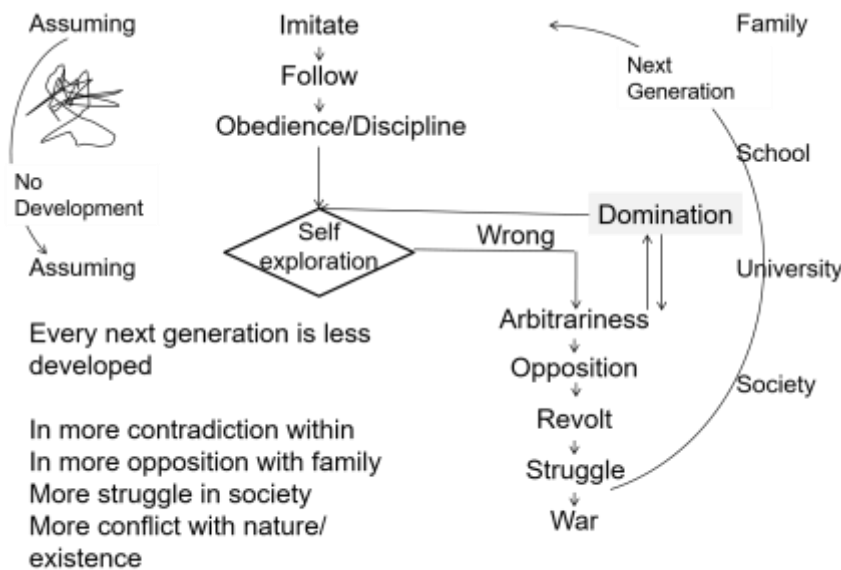 Assuming
Imitate
Family
Next
Generation
Follow
Obedience/Discipline
School
No
Development
Domination
Self
exploration
Wrong
Assuming
University
Arbitrariness
Every next generation is less
developed
Opposition
Society
Revolt
In more contradiction within
In more opposition with family
Struggle
More struggle in society
War
More conflict with nature/
existence